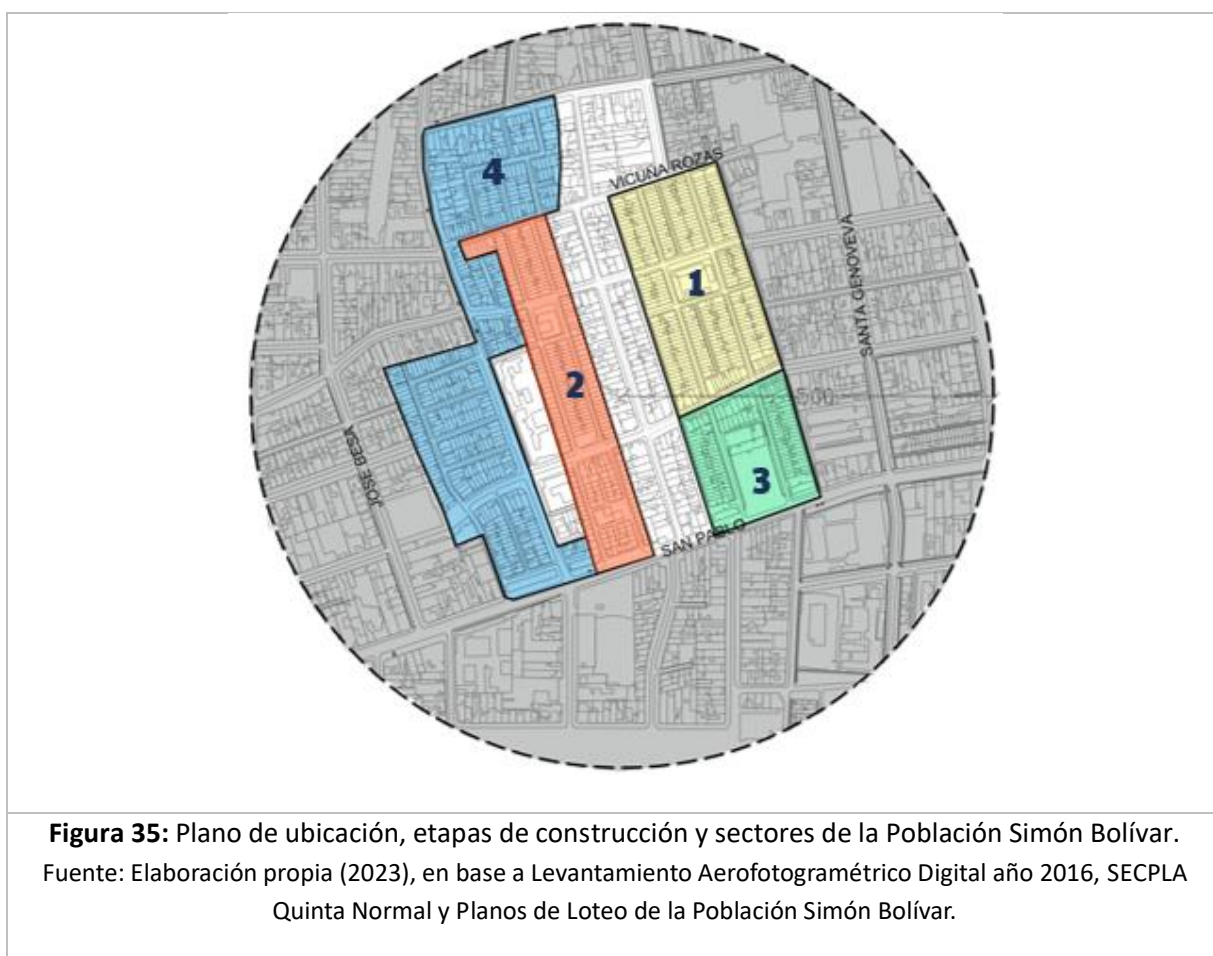 4
VICUÑA ROZAS
1
SANTA GENOVEVA
2
500
JOSE BESA
3
SAN PABLO
Figura 35: Plano de ubicación, etapas de construcción y sectores de la Población Simón Bolívar.
Fuente: Elaboración propia (2023), en base a Levantamiento Aerofotogramétrico Digital año 2016, SECPLA
Quinta Normal y Planos de Loteo de la Población Simón Bolívar.